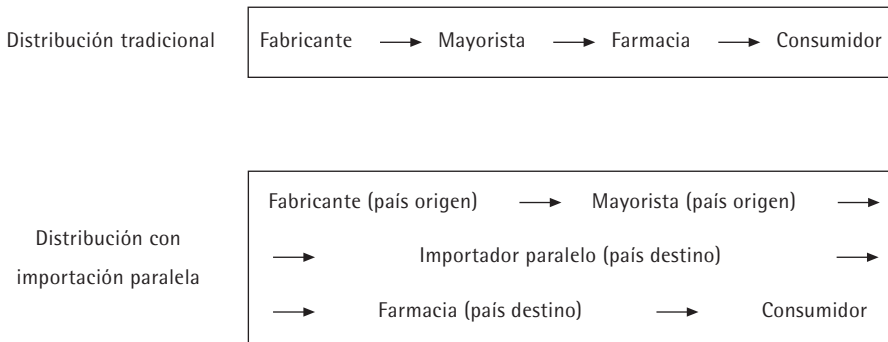 Distribución tradicional
Fabricante → Mayorista → Farmacia → Consumidor
Distribución con
importación paralela
Fabricante (país origen) → Mayorista (país origen) →
→ Importador paralelo (país destino) →
→ Farmacia (país destino) → Consumidor